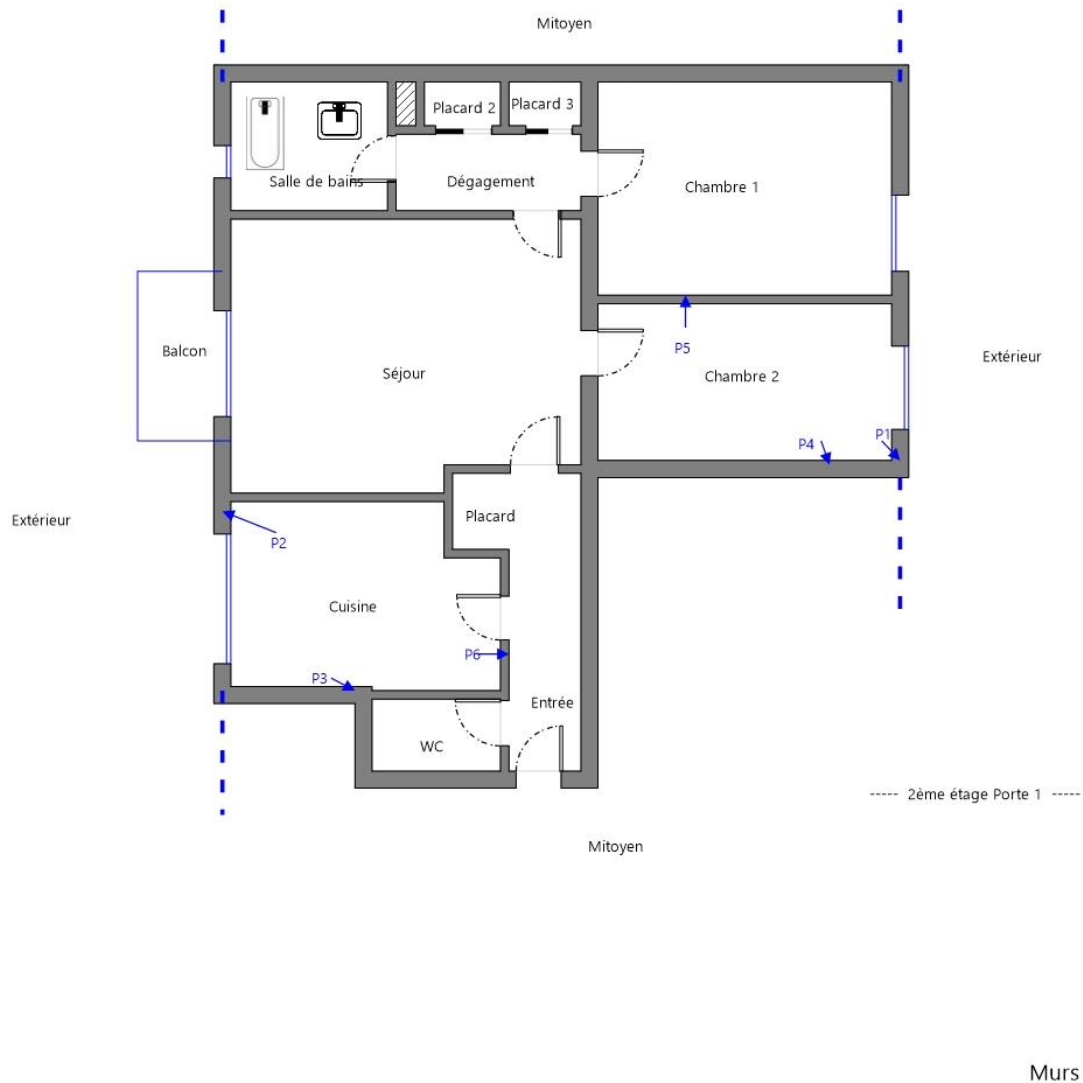 Mitoyen
Placard 2
Placard 3
Salle de bains
Dégagement
Chambre 1
Balcon
Séjour
P5
Chambre 2
Extérieur
P4
P1
Extérieur
Placard
P2
Cuisine
P6
P3
Entrée
WC
----- 2ème étage Porte 1 -----
Mitoyen
Murs